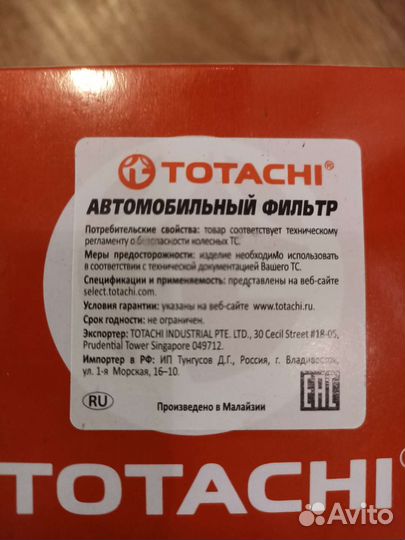 TOTACHI®
АВТОМОБИЛЬНЫЙ ФИЛЬТР
Потребительские свойства: товар соответствует техническому
регламенту о безопасности колесных ТС.
Меры предосторожности: изделие необходимо использовать
в соответствии с технической документацией Вашего ТС.
Спецификации и применяемость: представлены на веб-сайте
select.totachi.com.
Условия гарантии: указаны на веб-сайте www.totachi.ru.
Срок годности: не ограничен.
Экспортер: TOTACHI INDUSTRIAL PTE. LTD., 30 Cecil Street #18-05,
Prudential Tower Singapore 049712.
Импортер в РФ: ИП Тунгусов Д.Г., Россия, г. Владивосток,
ул. 1-я Морская, 16-10.
RU
Произведено в Малайзии
EAC
TOTACHI®
Avito